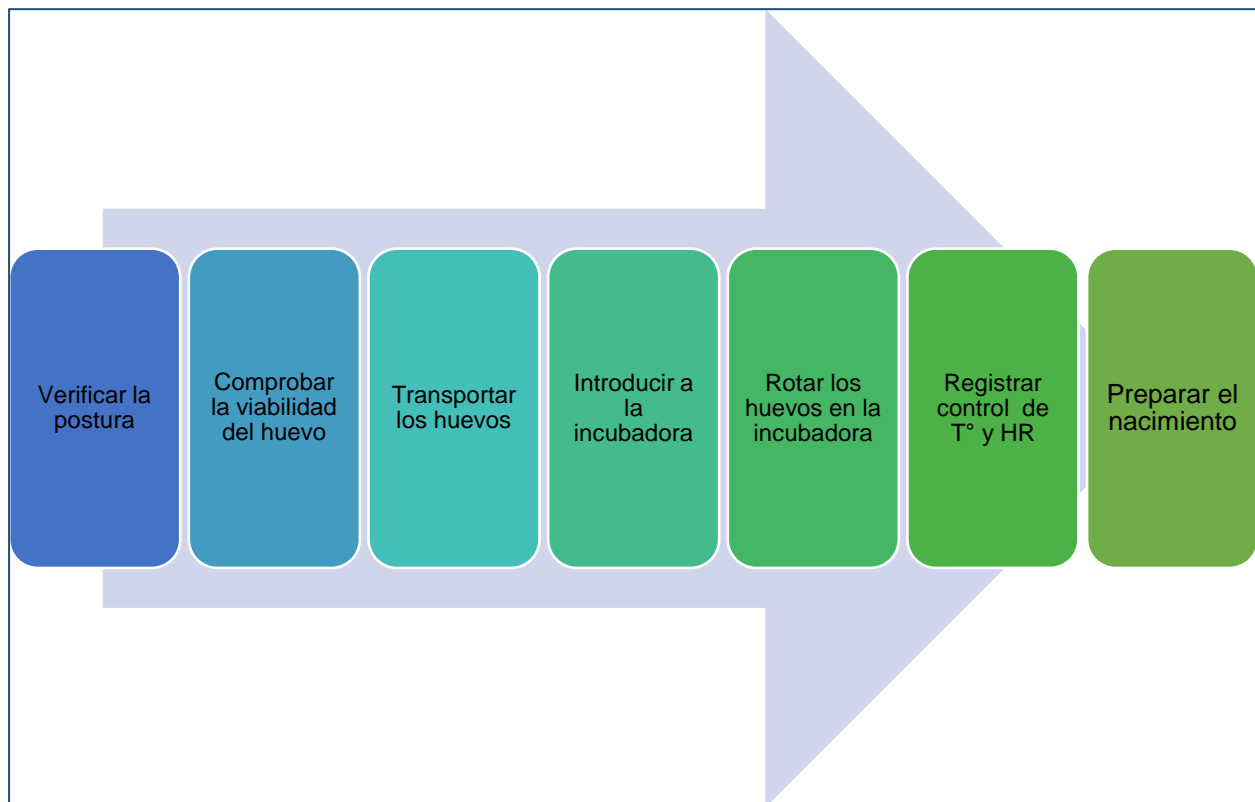 Verificar la
postura
Comprobar
la viabilidad
del huevo
Transportar
los huevos
Introducir a
la
incubadora
Rotar los
huevos en la
incubadora
Registrar
control de
T° y HR
Preparar el
nacimiento